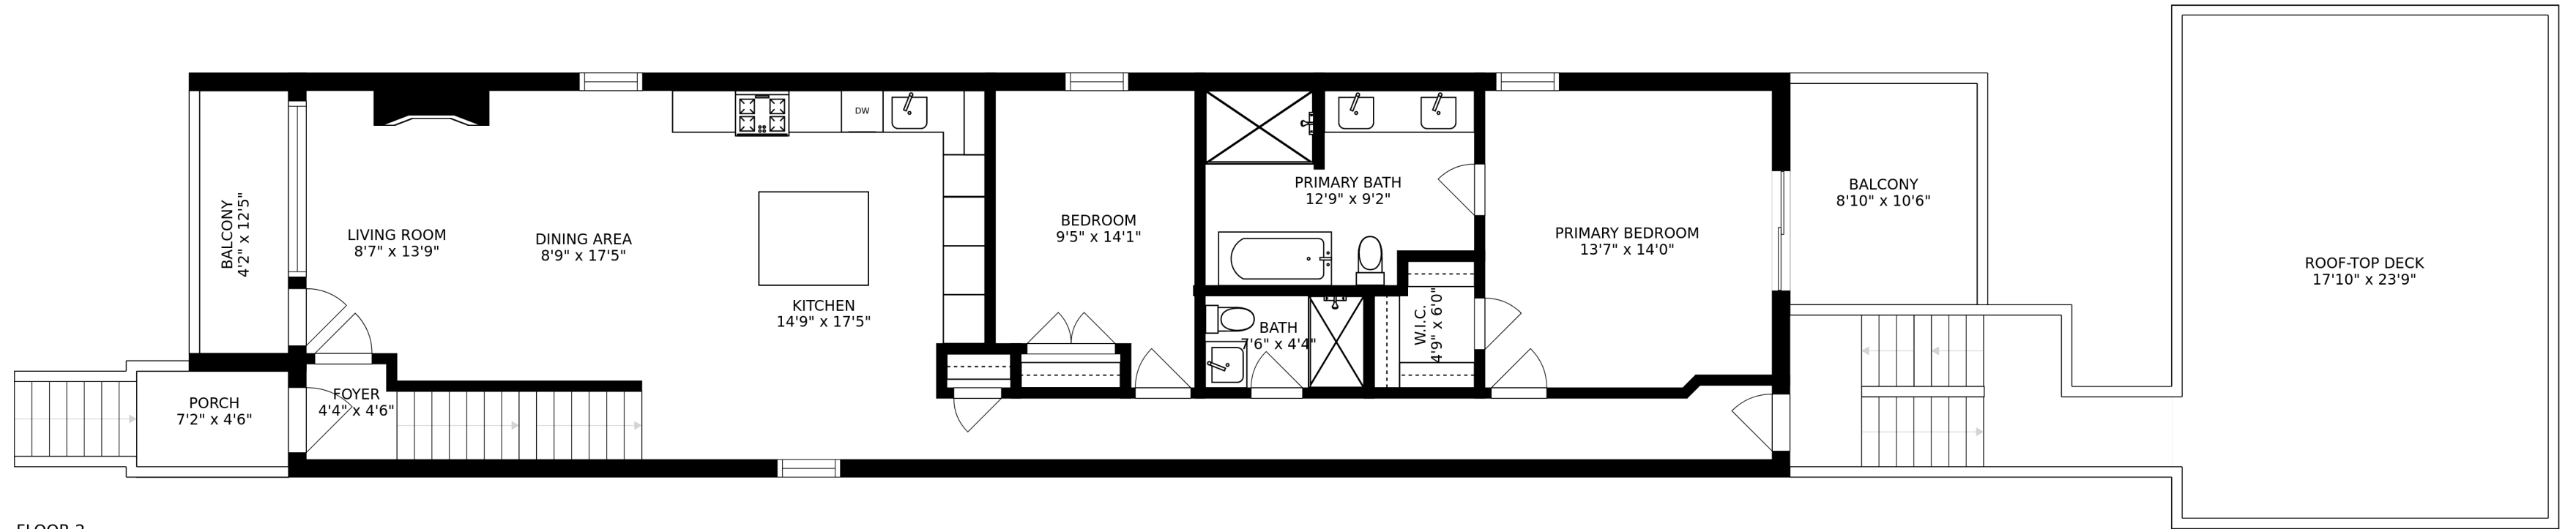 BALCONY
4'2" x 12'5"
LIVING ROOM
8'7" x 13'9"
DINING AREA
8'9" x 17'5"
KITCHEN
14'9" x 17'5"
DW
BEDROOM
9'5" x 14'1"
PRIMARY BATH
12'9" x 9'2"
BATH
7'6" x 4'4"
W.I.C.
4'9" x 6'0"
PRIMARY BEDROOM
13'7" x 14'0"
BALCONY
8'10" x 10'6"
ROOF-TOP DECK
17'10" x 23'9"
PORCH
7'2" x 4'6"
FOYER
4'4" x 4'6"